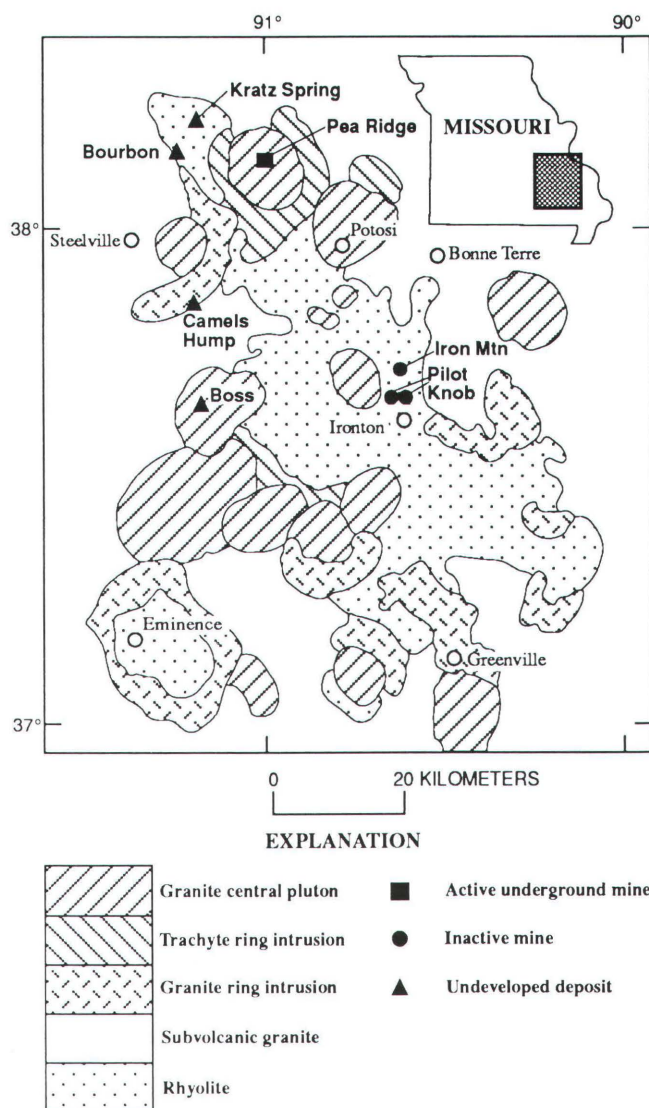 91° 90°
Kratz Spring
Pea Ridge
MISSOURI
Bourbon
38°
Steelville
Potosi
Bonne Terre
Camels
Hump
Iron Mtn
Pilot
Knob
Boss
Ironton
Eminence
Greenville
37°
0 20 KILOMETERS
EXPLANATION
Granite central pluton
Active underground mine
Trachyte ring intrusion
Inactive mine
Granite ring intrusion
Undeveloped deposit
Subvolcanic granite
Rhyolite